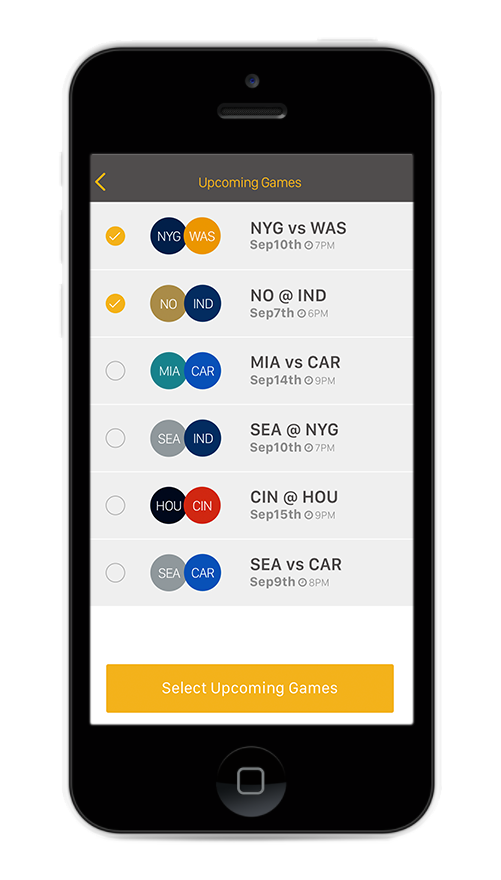 Upcoming Games
NYG WAS NYG vs WAS
Sep10th 7PM
NO IND NO @ IND
Sep7th 6PM
MIA CAR MIA vs CAR
Sep14th 9PM
SEA IND SEA @ NYG
Sep10th 7PM
HOU CIN CIN @ HOU
Sep15th 9PM
SEA CAR SEA vs CAR
Sep9th 8PM
Select Upcoming Games